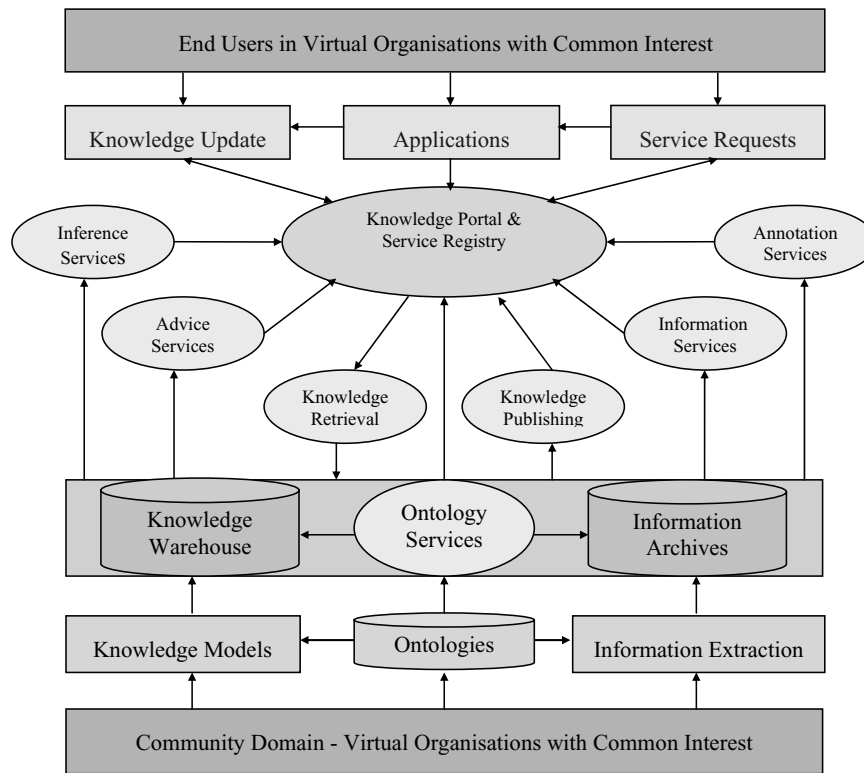 End Users in Virtual Organisations with Common Interest
Knowledge Update
Applications
Service Requests
Knowledge Portal &
Service Registry
Inference
Services
Annotation
Services
Advice
Services
Information
Services
Knowledge
Retrieval
Knowledge
Publishing
Knowledge
Warehouse
Ontology
Services
Information
Archives
Knowledge Models
Ontologies
Information Extraction
Community Domain - Virtual Organisations with Common Interest